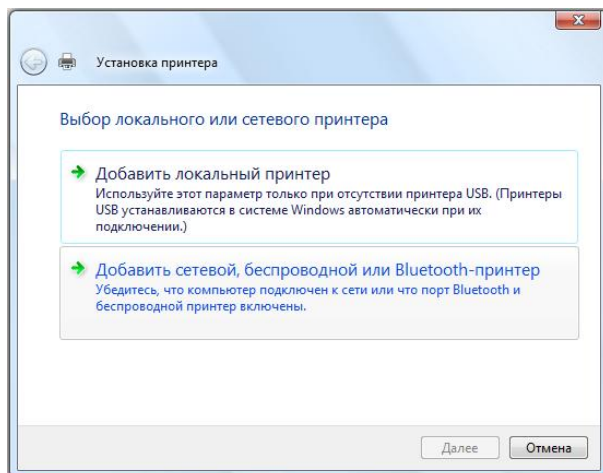 Установка принтера
Выбор локального или сетевого принтера
Добавить локальный принтер
Используйте этот параметр только при отсутствии принтера USB. (Принтеры
USB устанавливаются в системе Windows автоматически при их
подключении.)
Добавить сетевой, беспроводной или Bluetooth-принтер
Убедитесь, что компьютер подключен к сети или что порт Bluetooth и
беспроводной принтер включены.
Далее
Отмена